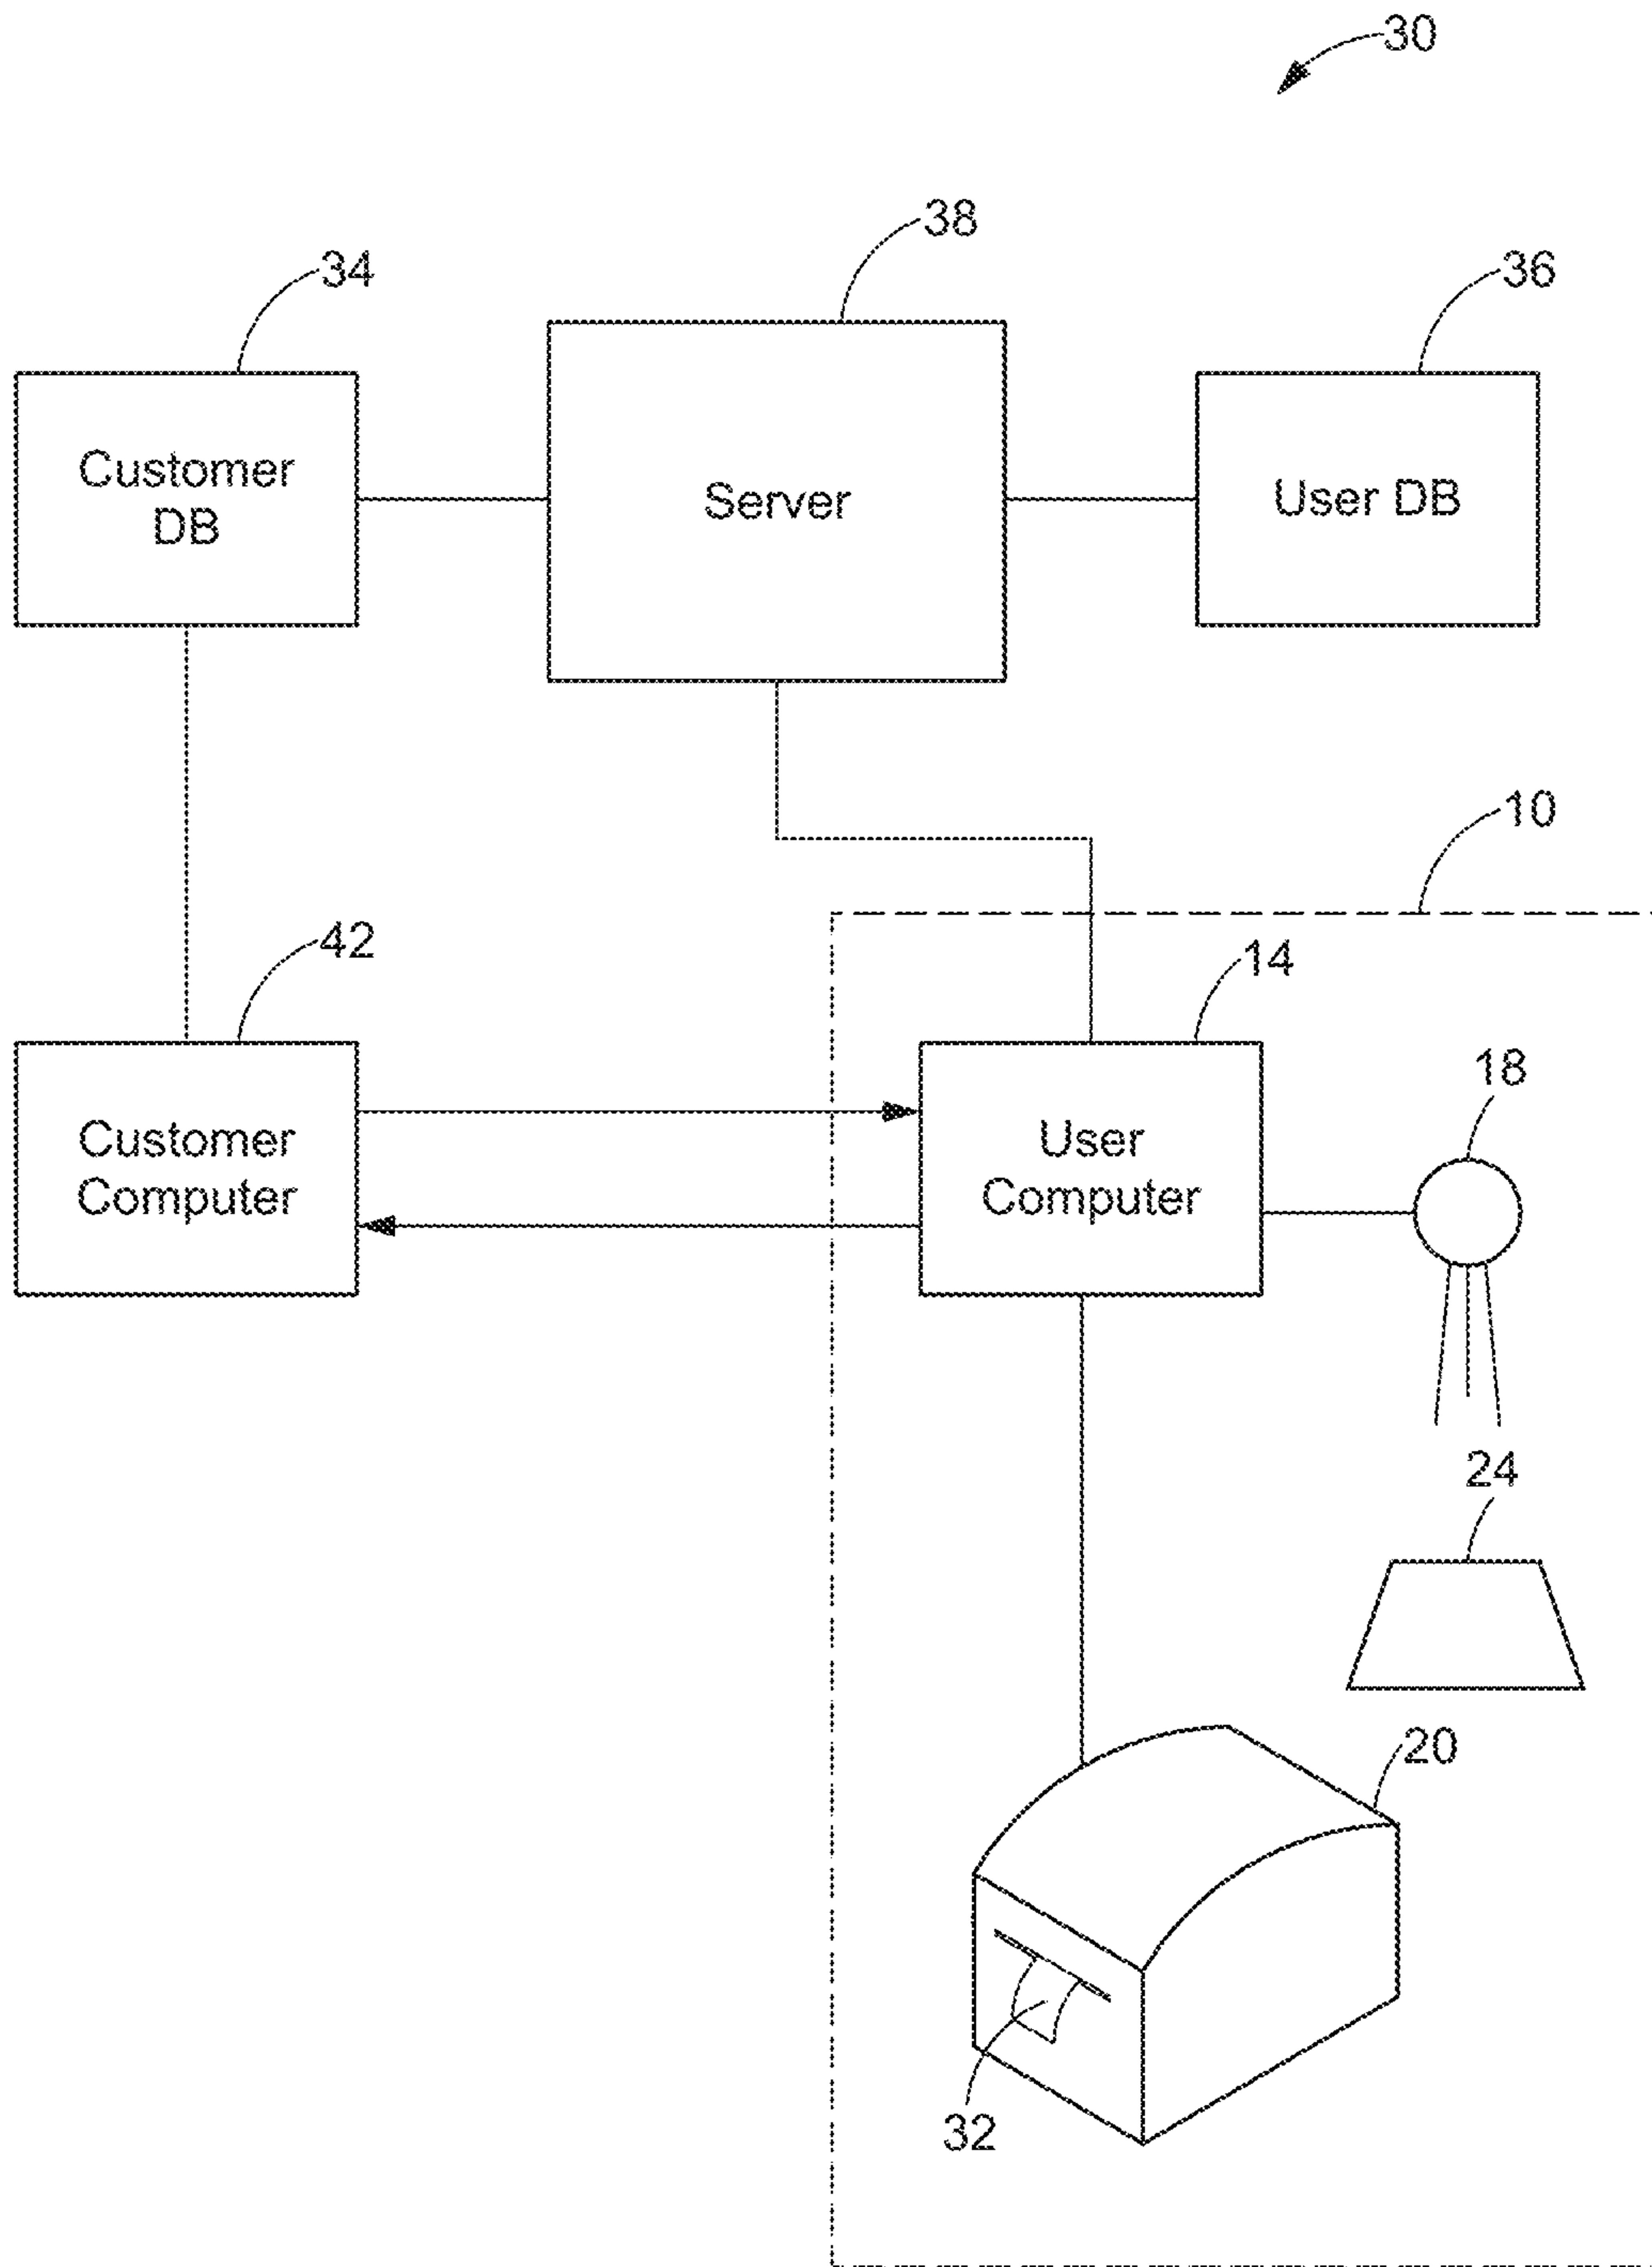 30
38
34
36
Customer
DB
Server
User DB
10
42
14
18
Customer
Computer
User
Computer
24
20
32